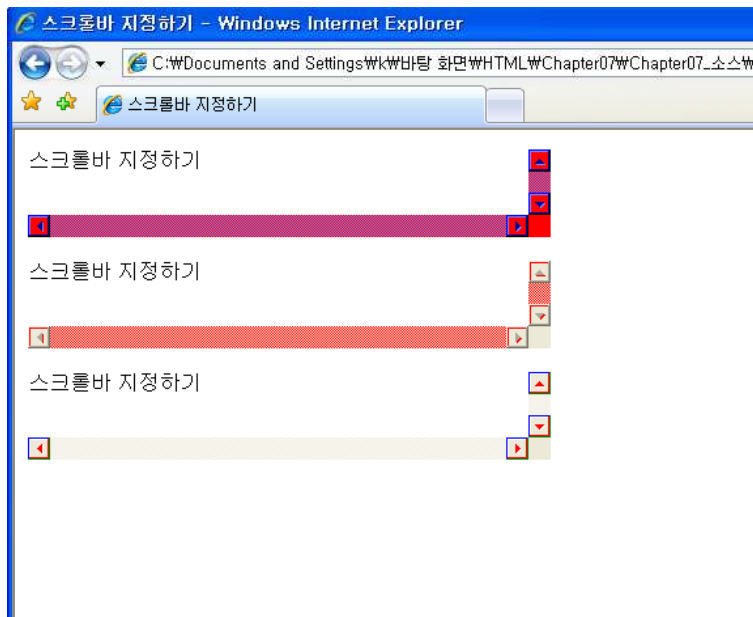 스크롤바 지정하기 - Windows Internet Explorer
C:₩Documents and Settings₩k₩바탕 화면₩HTML₩Chapter07₩Chapter07_소스₩
스크롤바 지정하기
스크롤바 지정하기
스크롤바 지정하기
스크롤바 지정하기